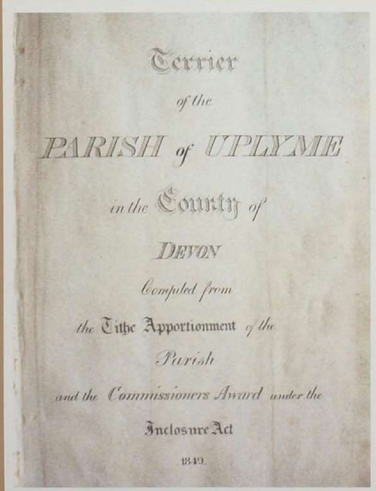 Terrier
of the
PARISH of UPLYME
in the County of
DEVON
Compiled from
the Tithe Apportionment of the
Parish
and the Commissioners Award under the
Inclosure Act
1849.